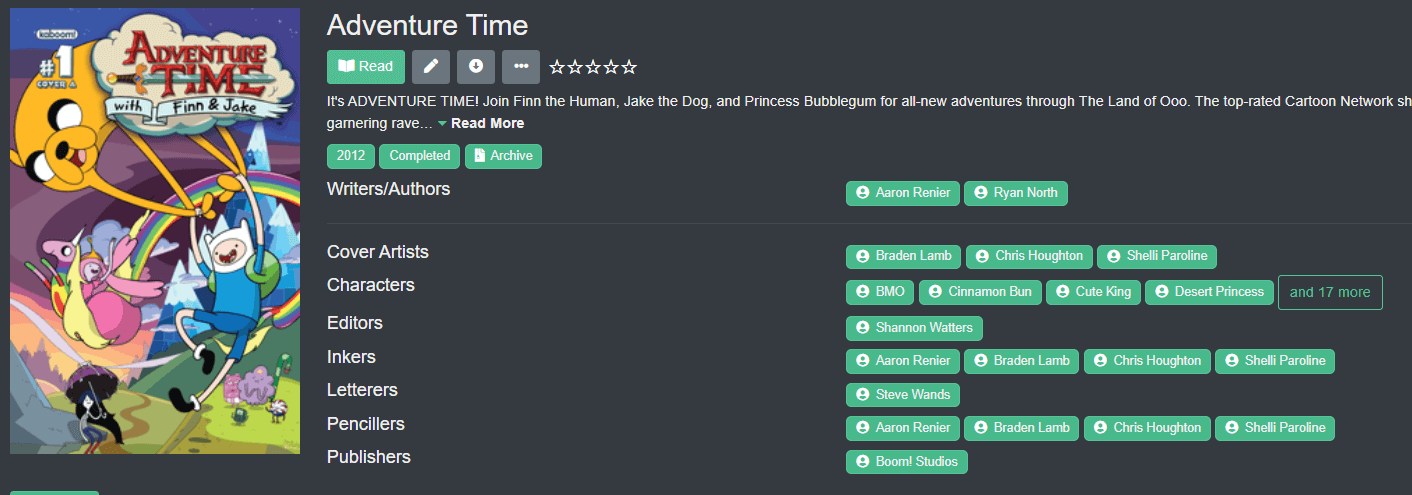 kaboom!
#1
COVER A
ADVENTURE
TIME
with Finn & Jake
Adventure Time
Read
It's ADVENTURE TIME! Join Finn the Human, Jake the Dog, and Princess Bubblegum for all-new adventures through The Land of Ooo. The top-rated Cartoon Network sh
garnering rave… Read More
2012 Completed Archive
Writers/Authors Aaron Renier Ryan North
Cover Artists Braden Lamb Chris Houghton Shelli Paroline
Characters BMO Cinnamon Bun Cute King Desert Princess and 17 more
Editors Shannon Watters
Inkers Aaron Renier Braden Lamb Chris Houghton Shelli Paroline
Letterers Steve Wands
Pencillers Aaron Renier Braden Lamb Chris Houghton Shelli Paroline
Publishers Boom! Studios